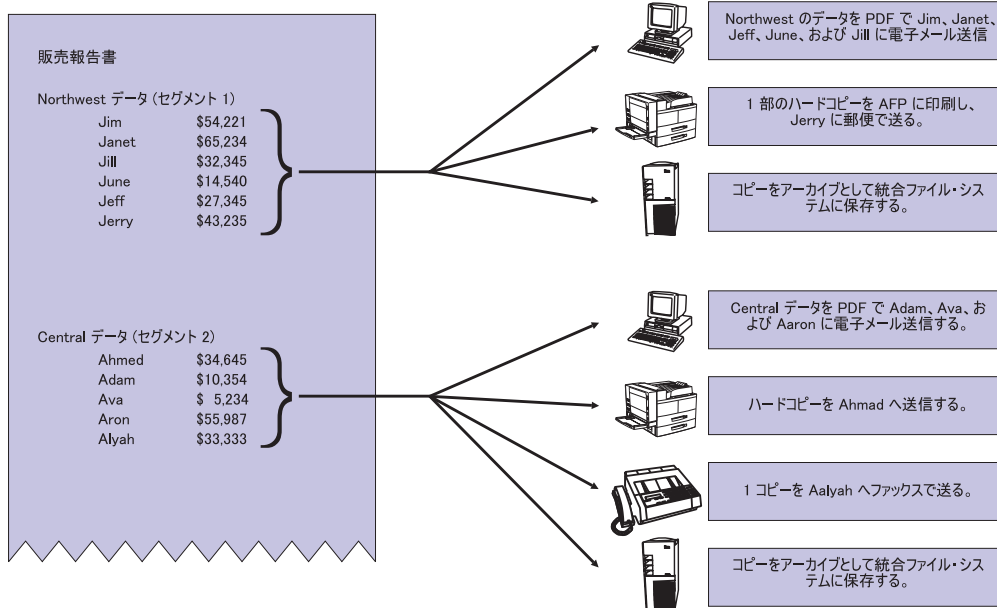 販売報告書
Northwest データ (セグメント 1)
Jim $54,221
Janet $65,234
Jill $32,345
June $14,540
Jeff $27,345
Jerry $43,235
Central データ (セグメント 2)
Ahmed $34,645
Adam $10,354
Ava $ 5,234
Aron $55,987
Alyah $33,333
Northwest のデータを PDF で Jim、Janet、
Jeff、June、および Jill に電子メール送信
1 部のハードコピーを AFP に印刷し、
Jerry に郵便で送る。
コピーをアーカイブとして統合ファイル・シス
テムに保存する。
Central データを PDF で Adam、Ava、お
よび Aaron に電子メール送信する。
ハードコピーを Ahmad へ送信する。
1 コピーを Aalyah へファックスで送る。
コピーをアーカイブとして統合ファイル・シス
テムに保存する。